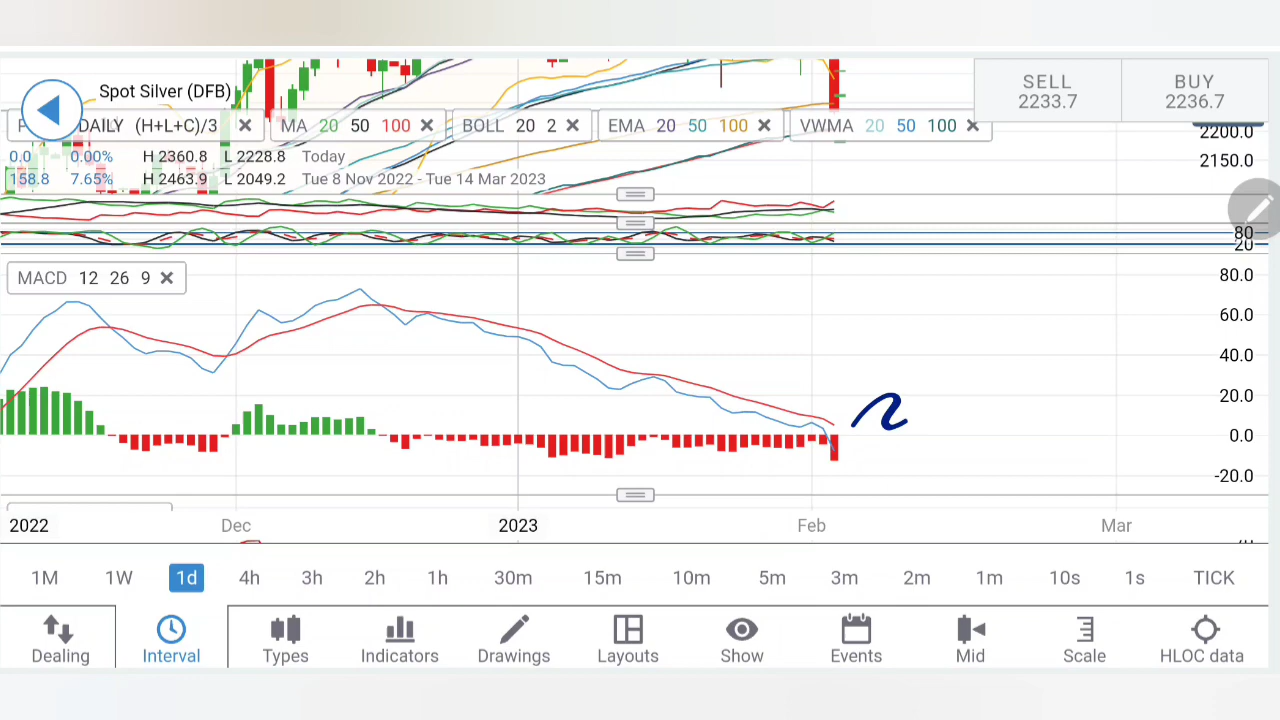 SELL
2233.7
BUY
2236.7
Spot Silver (DFB)
DAILY (H+L+C)/3
MA 20 50 100
BOLL 20 2
EMA 20 50 100
VWMA 20 50 100
2200.0
0.0 0.00% H 2360.8 L 2228.8 Today
2150.0
158.8 7.65% H 2463.9 L 2049.2 Tue 8 Nov 2022 - Tue 14 Mar 2023
80
20
MACD 12 26 9
80.0
60.0
40.0
20.0
0.0
-20.0
2022 Dec 2023 Feb Mar
1M 1W 1d 4h 3h 2h 1h 30m 15m 10m 5m 3m 2m 1m 10s 1s TICK
Dealing Interval Types Indicators Drawings Layouts Show Events Mid Scale HLOC data